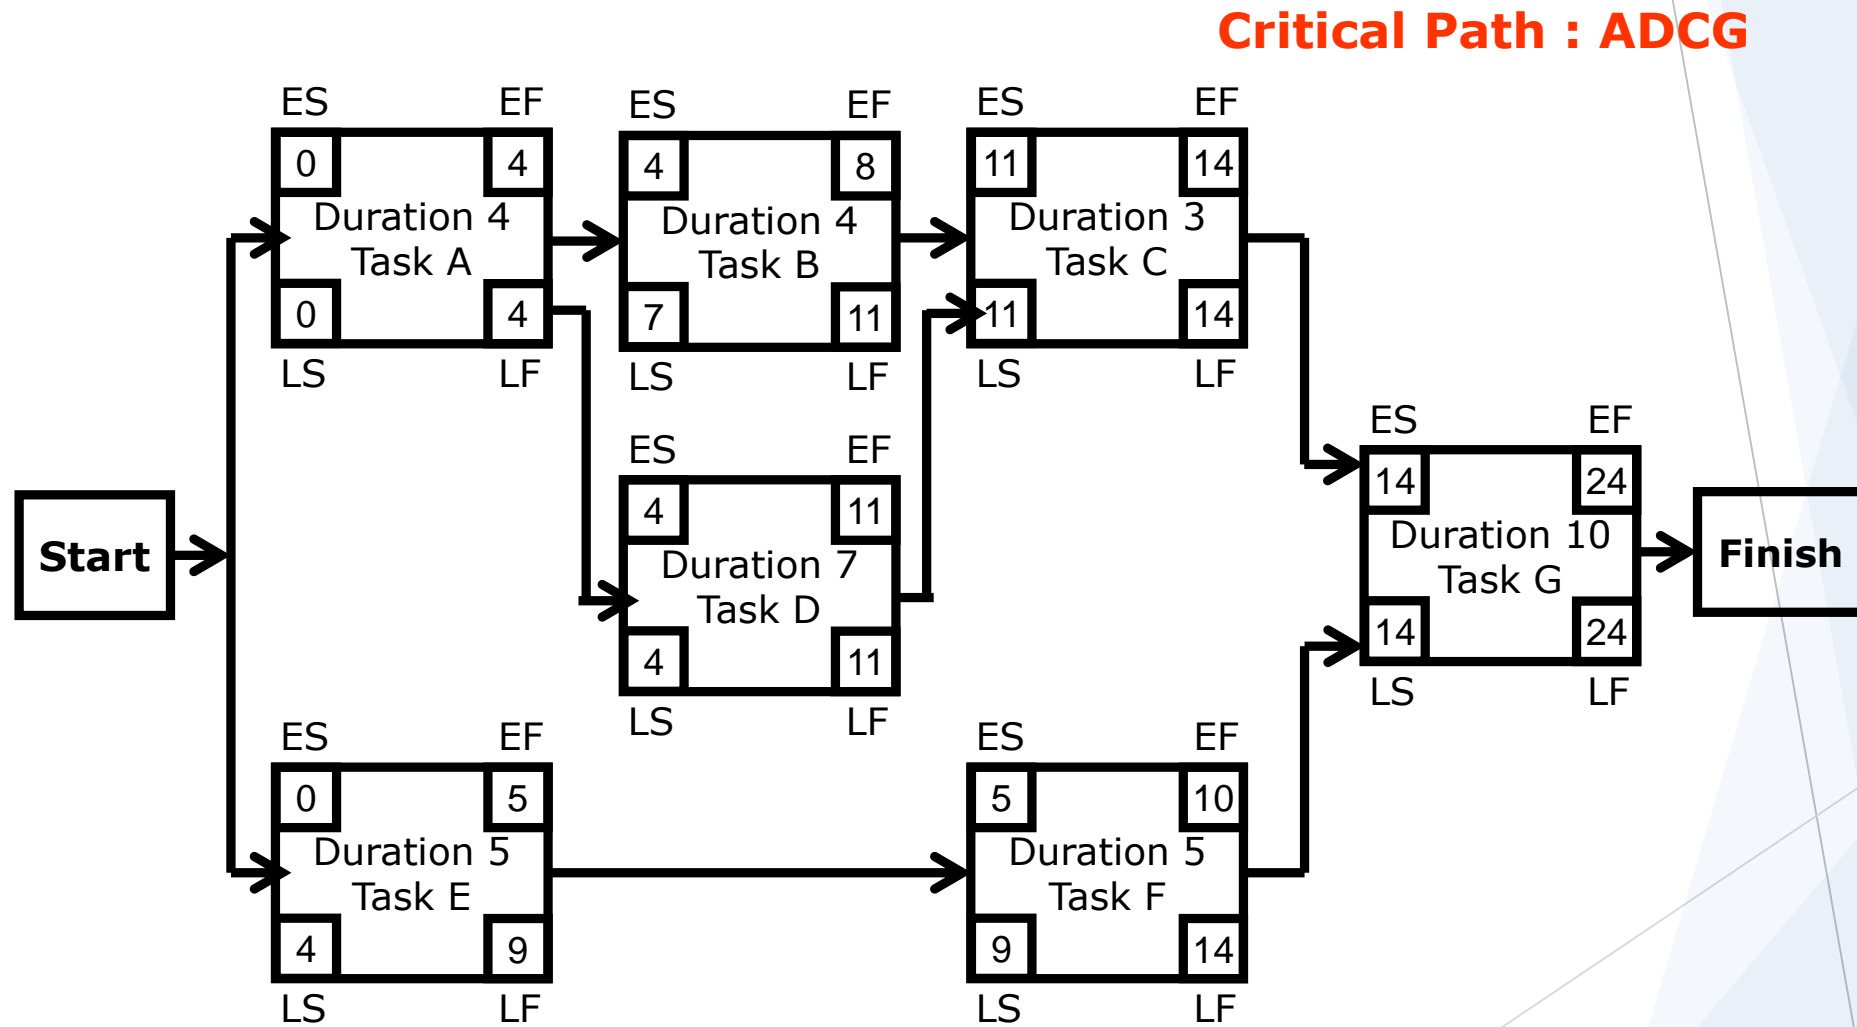 Critical Path : ADCG
ES EF
0 4
Duration 4
Task A
0 4
LS LF
ES EF
4 8
Duration 4
Task B
7 11
LS LF
ES EF
11 14
Duration 3
Task C
11 14
LS LF
ES EF
4 11
Duration 7
Task D
4 11
LS LF
Start
ES EF
14 24
Duration 10
Task G
14 24
LS LF
Finish
ES EF
0 5
Duration 5
Task E
4 9
LS LF
ES EF
5 10
Duration 5
Task F
9 14
LS LF